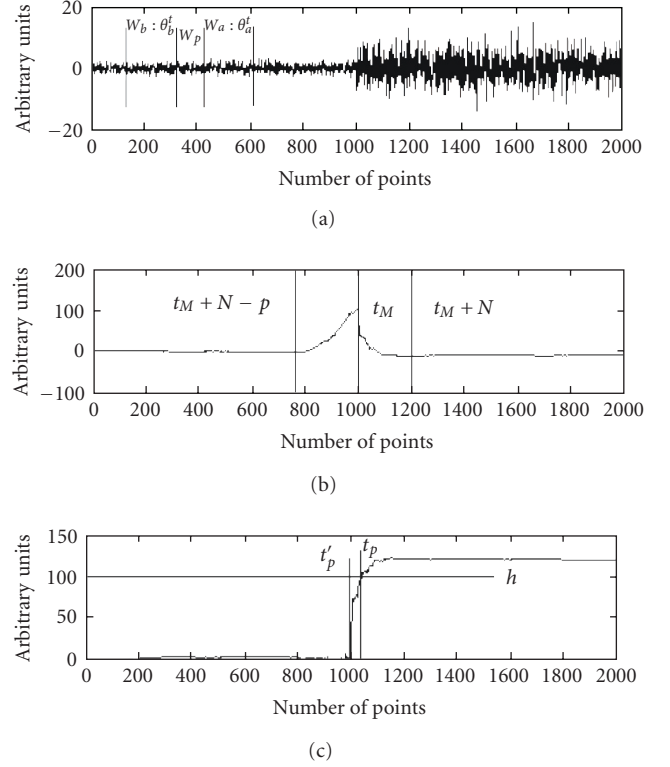 20
W_b : θ_b^t W_p W_a : θ_a^t
0
−20
0 200 400 600 800 1000 1200 1400 1600 1800 2000
Arbitrary units
Number of points
(a)
200
t_M + N − p t_M t_M + N
100
0
−100
0 200 400 600 800 1000 1200 1400 1600 1800 2000
Arbitrary units
Number of points
(b)
150
t′_p t_p
100 h
50
0
0 200 400 600 800 1000 1200 1400 1600 1800 2000
Arbitrary units
Number of points
(c)